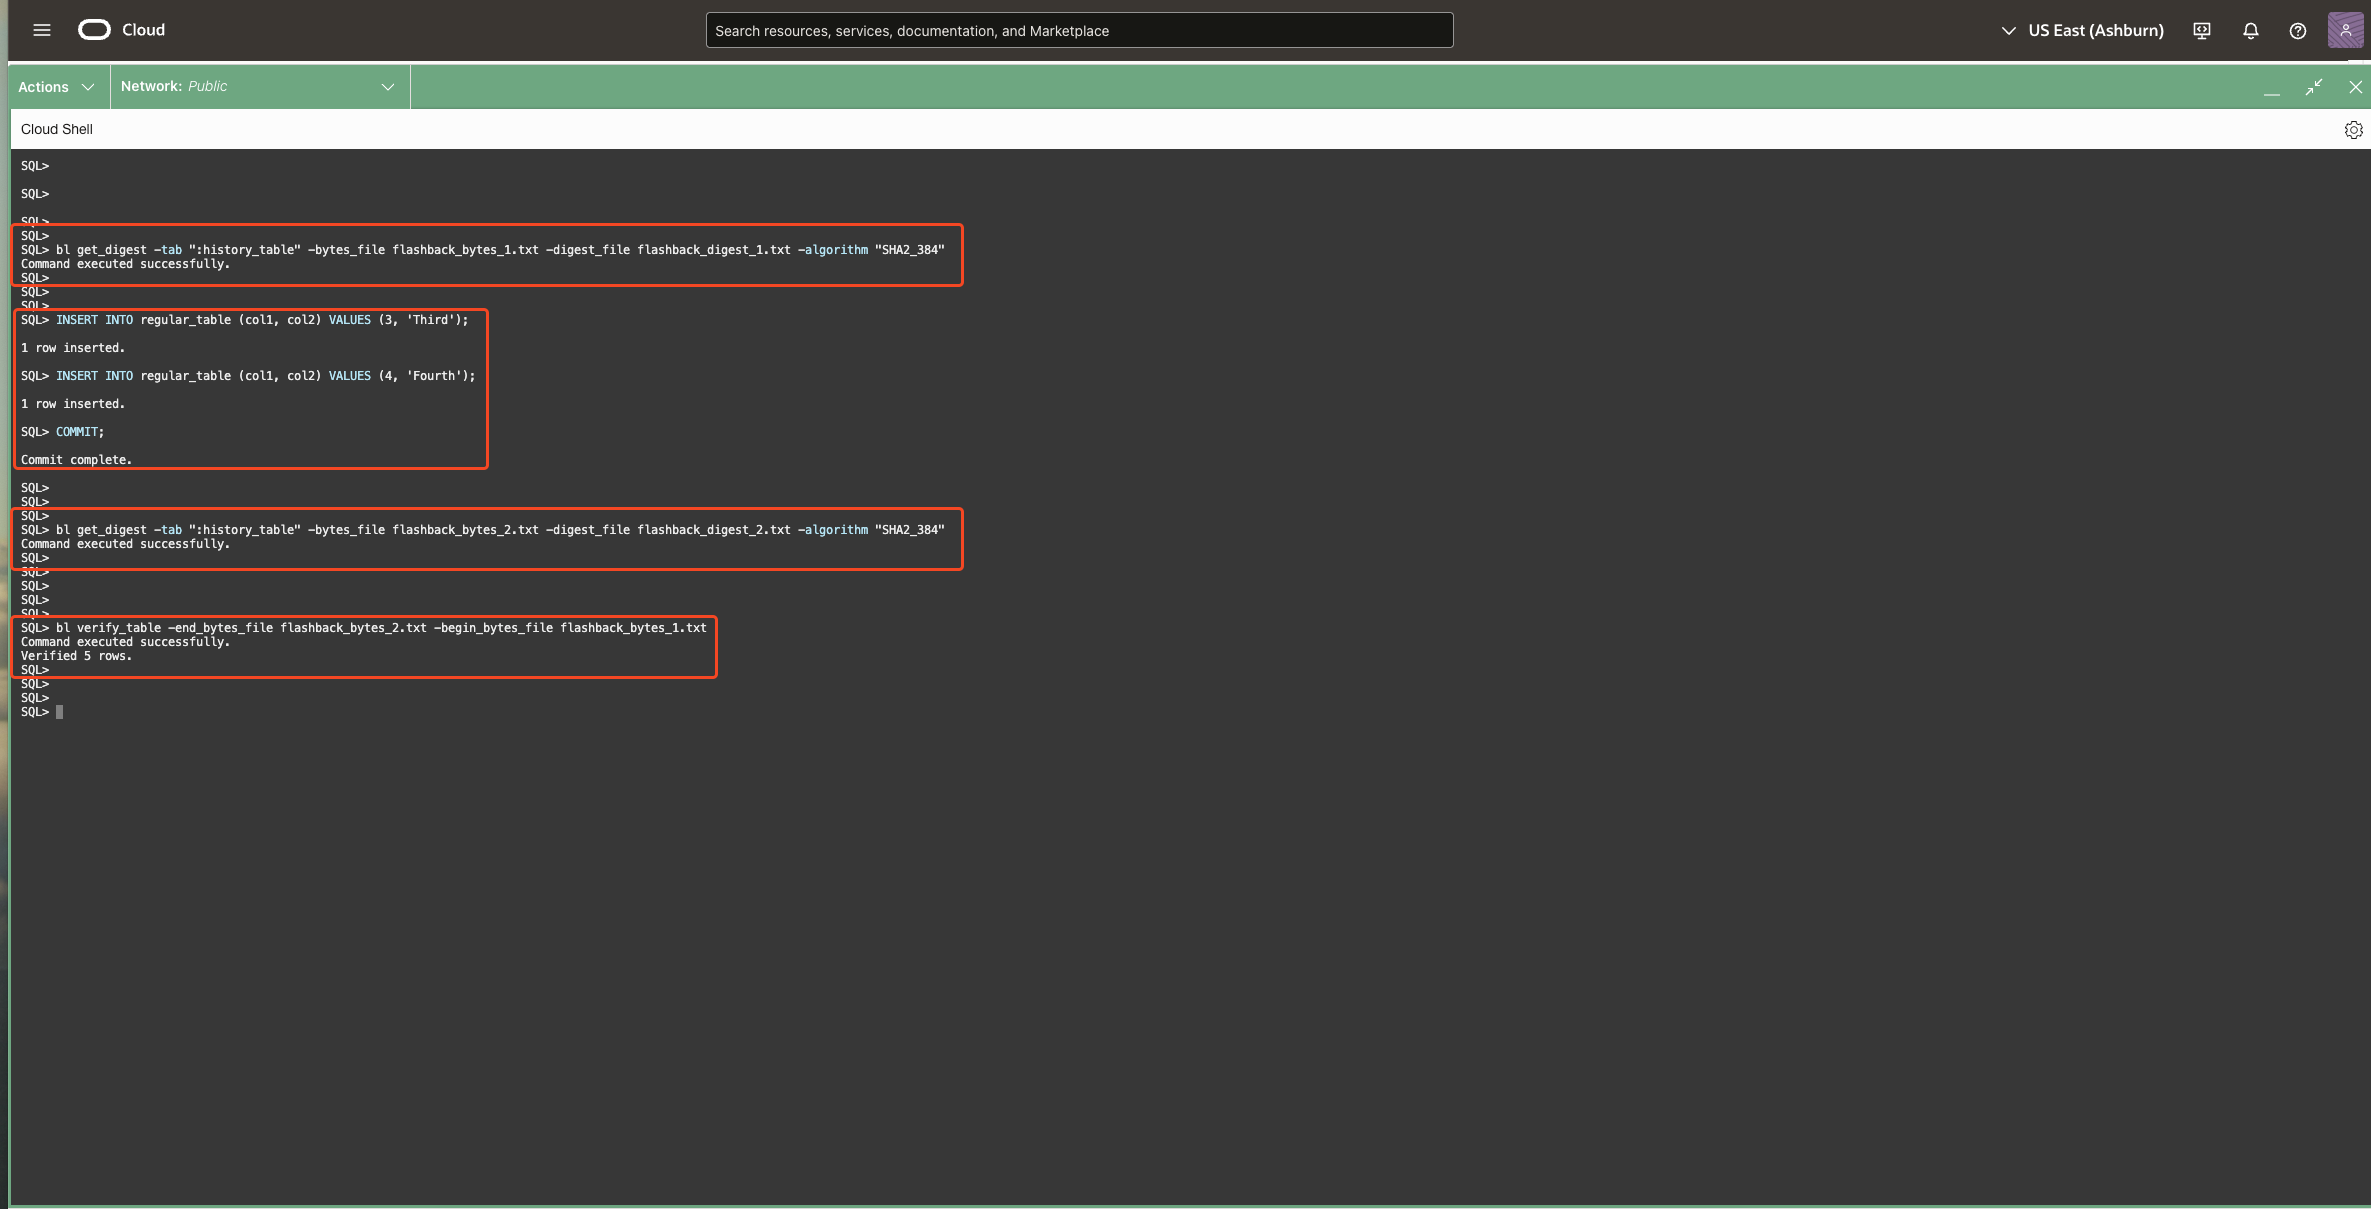 Cloud
Search resources, services, documentation, and Marketplace
US East (Ashburn)
Actions
Network: Public
Cloud Shell
SQL>
SQL>
SQL>
SQL>
SQL> bl get_digest -tab ":history_table" -bytes_file flashback_bytes_1.txt -digest_file flashback_digest_1.txt -algorithm "SHA2_384"
Command executed successfully.
SQL>
SQL>
SQL>
SQL> INSERT INTO regular_table (col1, col2) VALUES (3, 'Third');
1 row inserted.
SQL> INSERT INTO regular_table (col1, col2) VALUES (4, 'Fourth');
1 row inserted.
SQL> COMMIT;
Commit complete.
SQL>
SQL>
SQL>
SQL> bl get_digest -tab ":history_table" -bytes_file flashback_bytes_2.txt -digest_file flashback_digest_2.txt -algorithm "SHA2_384"
Command executed successfully.
SQL>
SQL>
SQL>
SQL>
SQL>
SQL> bl verify_table -end_bytes_file flashback_bytes_2.txt -begin_bytes_file flashback_bytes_1.txt
Command executed successfully.
Verified 5 rows.
SQL>
SQL>
SQL>
SQL>